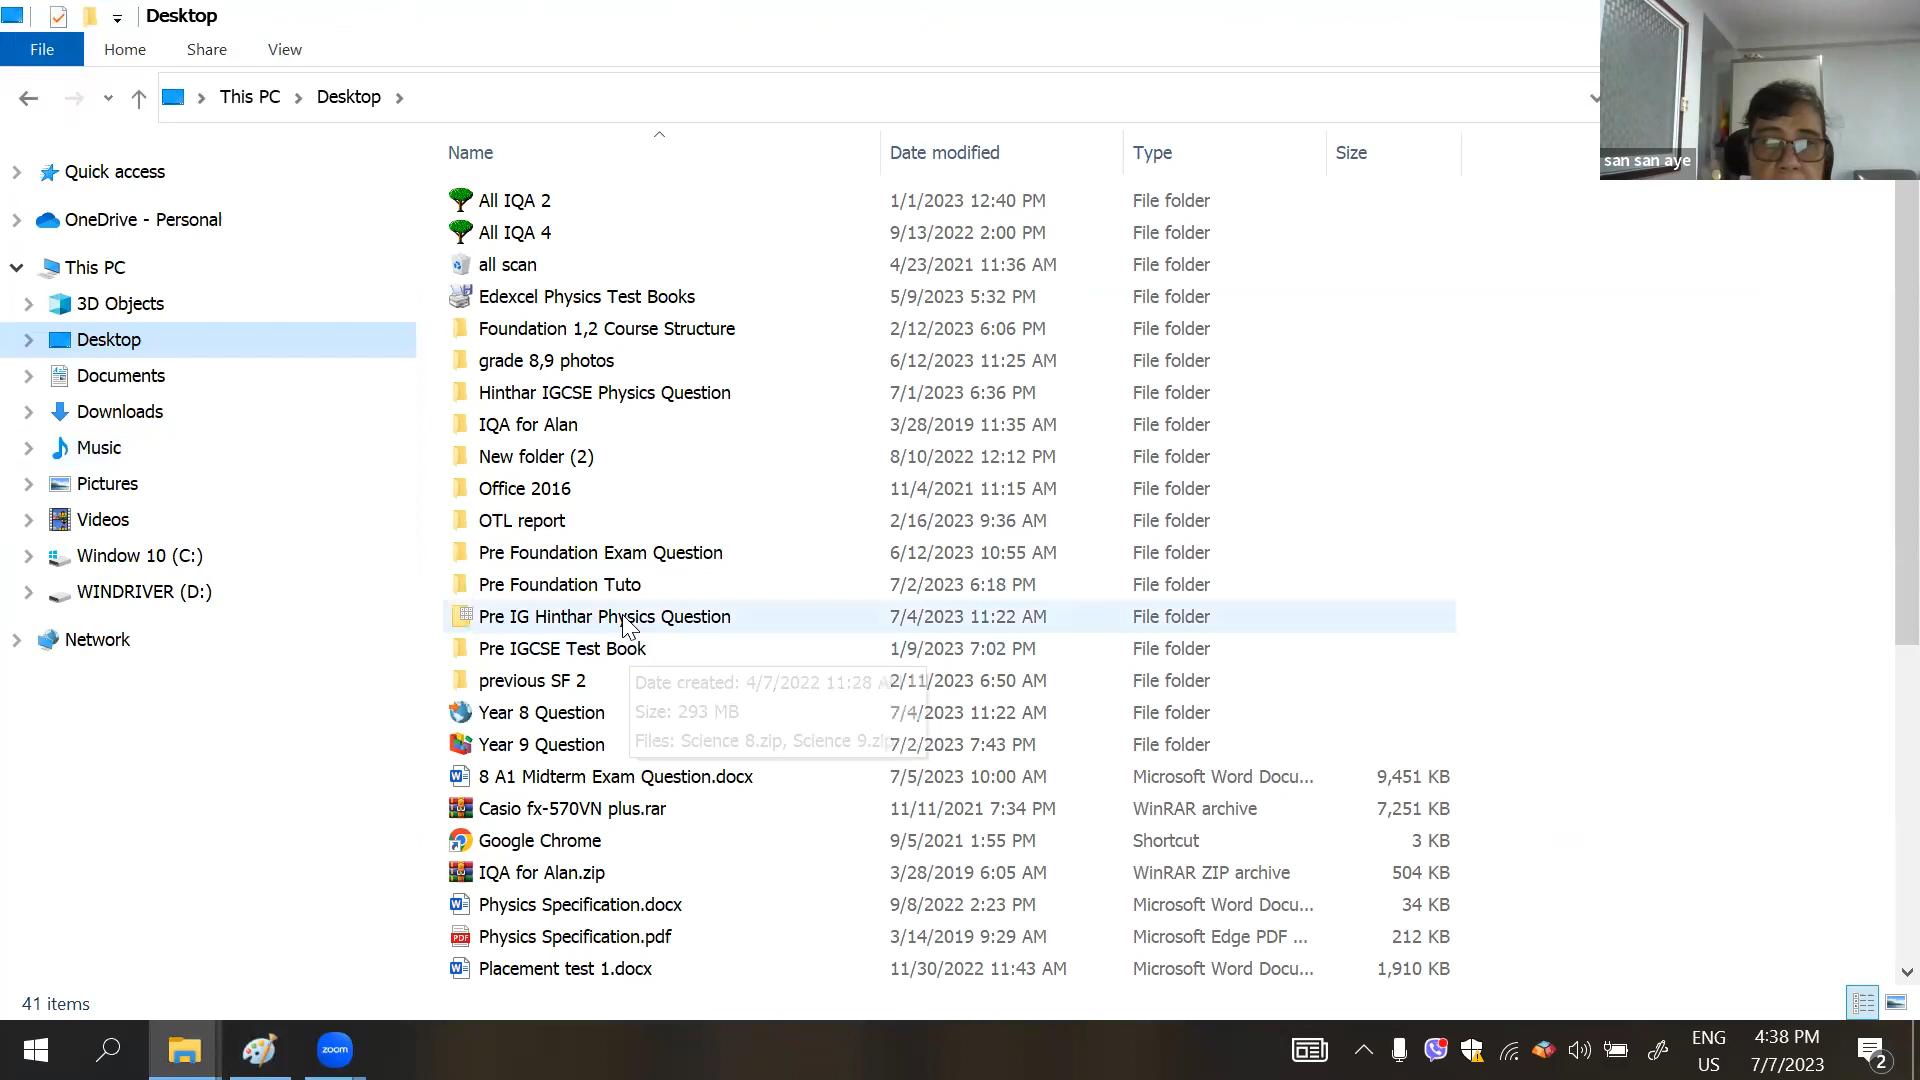 Desktop
File Home Share View
This PC Desktop
san san aye
Name Date modified Type Size
Quick access
OneDrive - Personal
This PC
3D Objects
Desktop
Documents
Downloads
Music
Pictures
Videos
Window 10 (C:)
WINDRIVER (D:)
Network
All IQA 2 1/1/2023 12:40 PM File folder
All IQA 4 9/13/2022 2:00 PM File folder
all scan 4/23/2021 11:36 AM File folder
Edexcel Physics Test Books 5/9/2023 5:32 PM File folder
Foundation 1,2 Course Structure 2/12/2023 6:06 PM File folder
grade 8,9 photos 6/12/2023 11:25 AM File folder
Hinthar IGCSE Physics Question 7/1/2023 6:36 PM File folder
IQA for Alan 3/28/2019 11:35 AM File folder
New folder (2) 8/10/2022 12:12 PM File folder
Office 2016 11/4/2021 11:15 AM File folder
OTL report 2/16/2023 9:36 AM File folder
Pre Foundation Exam Question 6/12/2023 10:55 AM File folder
Pre Foundation Tuto 7/2/2023 6:18 PM File folder
Pre IG Hinthar Physics Question 7/4/2023 11:22 AM File folder
Pre IGCSE Test Book 1/9/2023 7:02 PM File folder
previous SF 2 2/11/2023 6:50 AM File folder
Year 8 Question 7/4/2023 11:22 AM File folder
Year 9 Question 7/2/2023 7:43 PM File folder
8 A1 Midterm Exam Question.docx 7/5/2023 10:00 AM Microsoft Word Docu... 9,451 KB
Casio fx-570VN plus.rar 11/11/2021 7:34 PM WinRAR archive 7,251 KB
Google Chrome 9/5/2021 1:55 PM Shortcut 3 KB
IQA for Alan.zip 3/28/2019 6:05 AM WinRAR ZIP archive 504 KB
Physics Specification.docx 9/8/2022 2:23 PM Microsoft Word Docu... 34 KB
Physics Specification.pdf 3/14/2019 9:29 AM Microsoft Edge PDF ... 212 KB
Placement test 1.docx 11/30/2022 11:43 AM Microsoft Word Docu... 1,910 KB
Date created: 4/7/2022 11:28
Size: 293 MB
Files: Science 8.zip, Science 9.zip
41 items
PDF
zoom
ENG
US
4:38 PM
7/7/2023
2